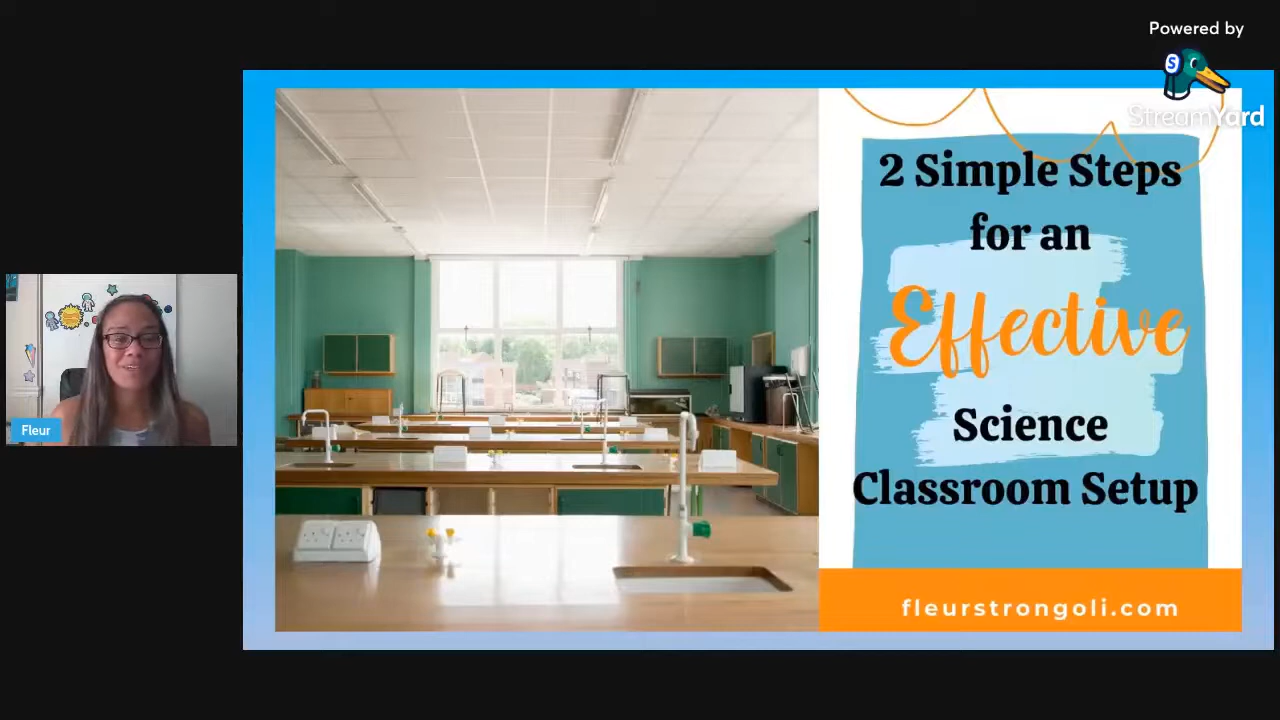 Powered by
StreamYard
2 Simple Steps
for an
Effective
Science
Classroom Setup
fleurstrongoli.com
Fleur